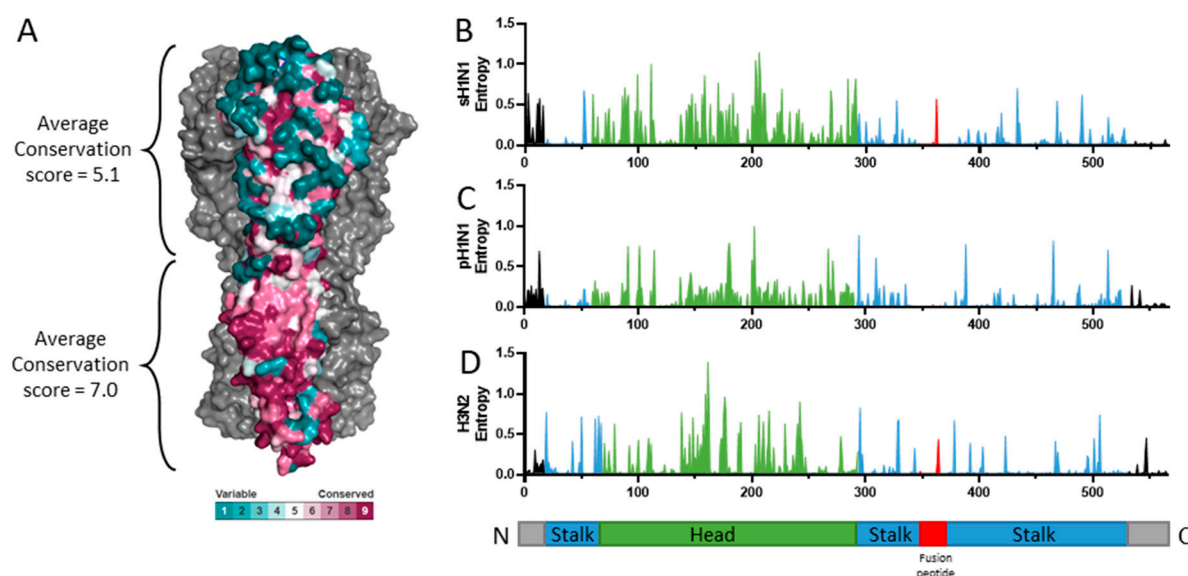 A
Average
Conservation
score = 5.1
Average
Conservation
score = 7.0
Variable Conserved
1 2 3 4 5 6 7 8 9
B
sH1N1
Entropy
1.5
1.0
0.5
0.0
0 100 200 300 400 500
C
pH1N1
Entropy
1.5
1.0
0.5
0.0
0 100 200 300 400 500
D
H3N2
Entropy
1.5
1.0
0.5
0.0
0 100 200 300 400 500
N Stalk Head Stalk Stalk C
Fusion
peptide